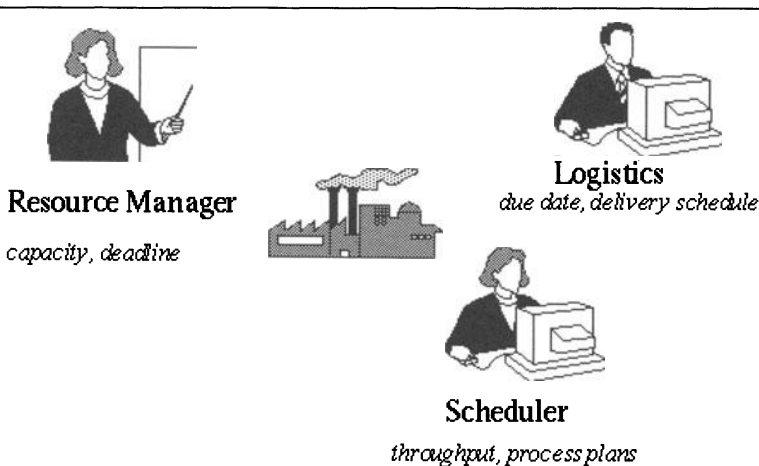 Resource Manager
capacity, deadline
Logistics
due date, delivery schedule
Scheduler
throughput, process plans